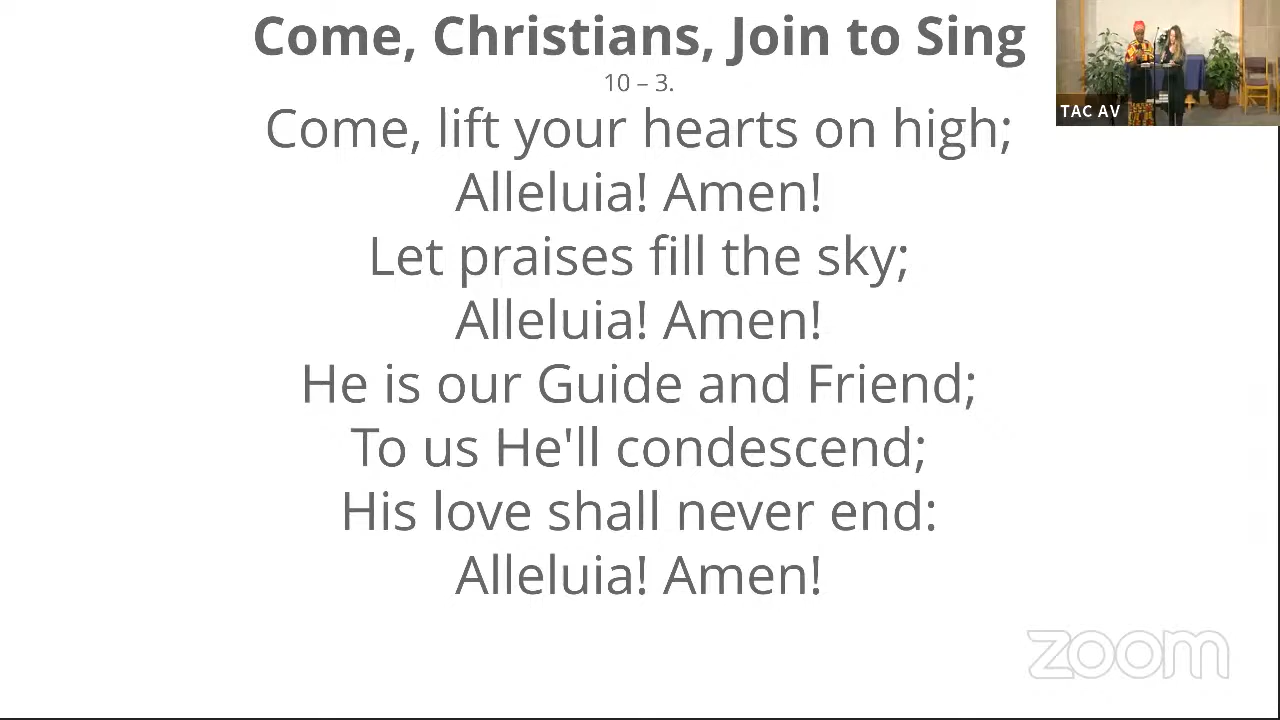 Come, Christians, Join to Sing
10 – 3.
Come, lift your hearts on high;
Alleluia! Amen!
Let praises fill the sky;
Alleluia! Amen!
He is our Guide and Friend;
To us He'll condescend;
His love shall never end:
Alleluia! Amen!
TAC AV
zoom